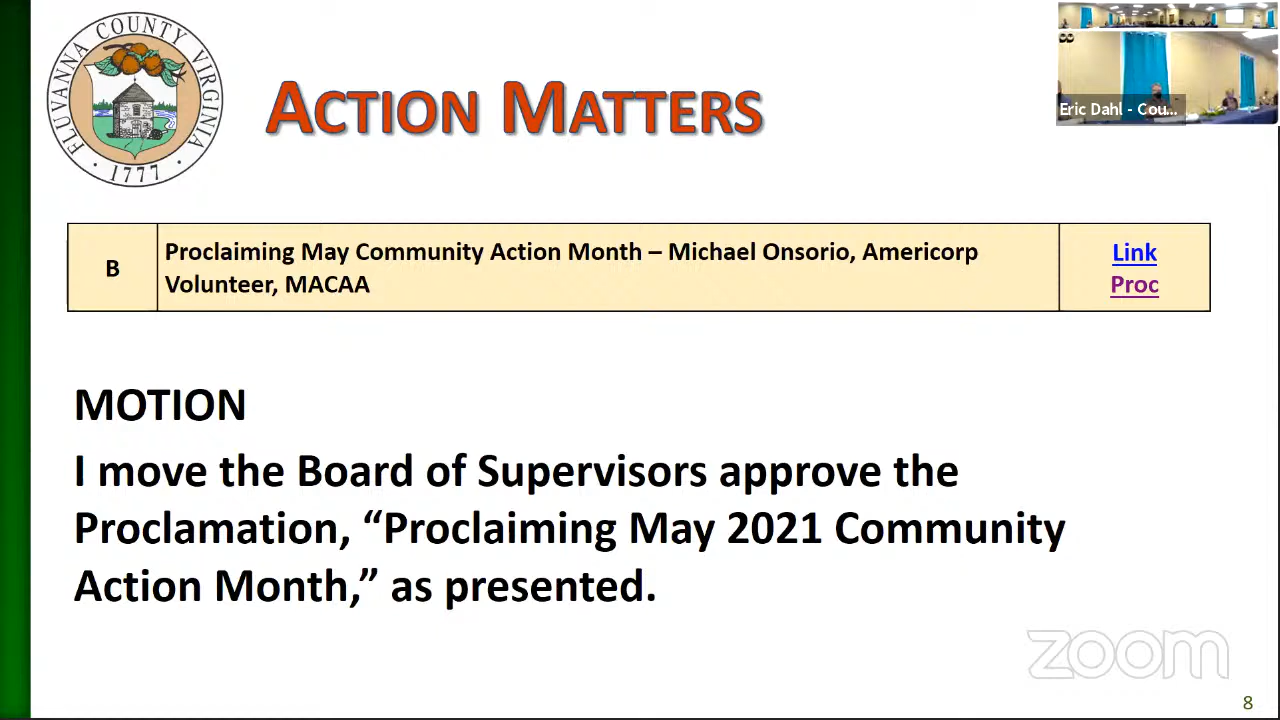 FLUVANNA COUNTY VIRGINIA
· 1777 ·
ACTION MATTERS
Eric Dahl - Cou...
B
Proclaiming May Community Action Month – Michael Onsorio, Americorp
Volunteer, MACAA
Link
Proc
MOTION
I move the Board of Supervisors approve the
Proclamation, “Proclaiming May 2021 Community
Action Month,” as presented.
zoom
8